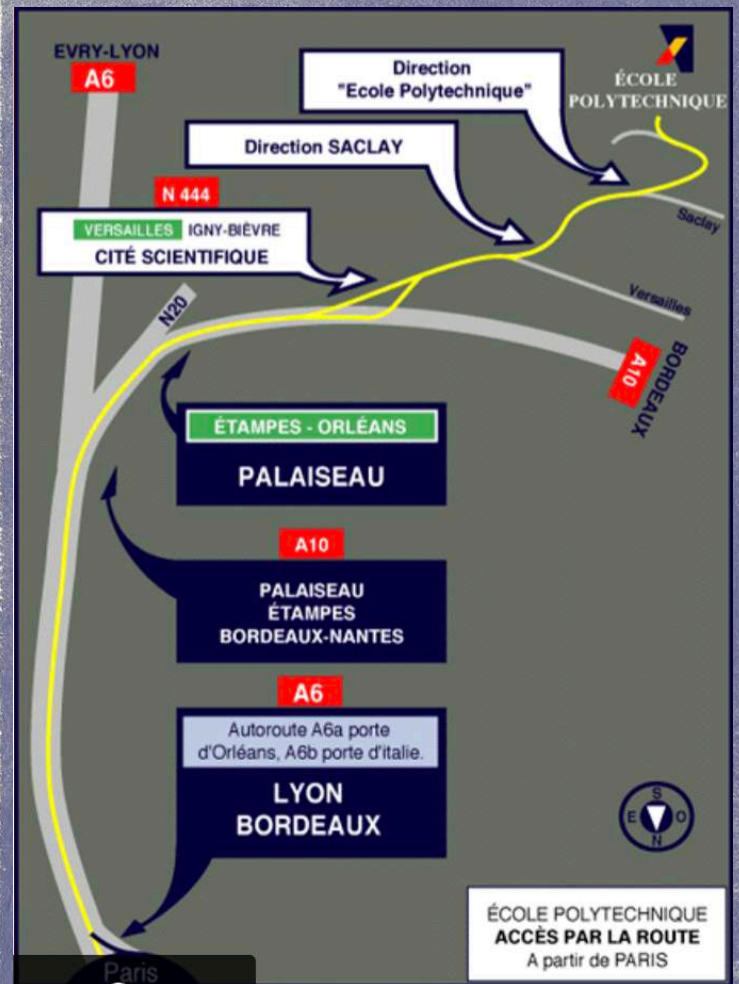 EVRY-LYON
A6
Direction
"Ecole Polytechnique"
ÉCOLE
POLYTECHNIQUE
Direction SACLAY
N 444
VERSAILLES IGNY-BIÈVRE
CITÉ SCIENTIFIQUE
Saclay
Versailles
N20
A10
BORDEAUX
ÉTAMPES - ORLÉANS
PALAISEAU
A10
PALAISEAU
ÉTAMPES
BORDEAUX-NANTES
A6
Autoroute A6a porte
d'Orléans, A6b porte d'italie.
LYON
BORDEAUX
S
E O
N
ÉCOLE POLYTECHNIQUE
ACCÈS PAR LA ROUTE
A partir de PARIS
Paris